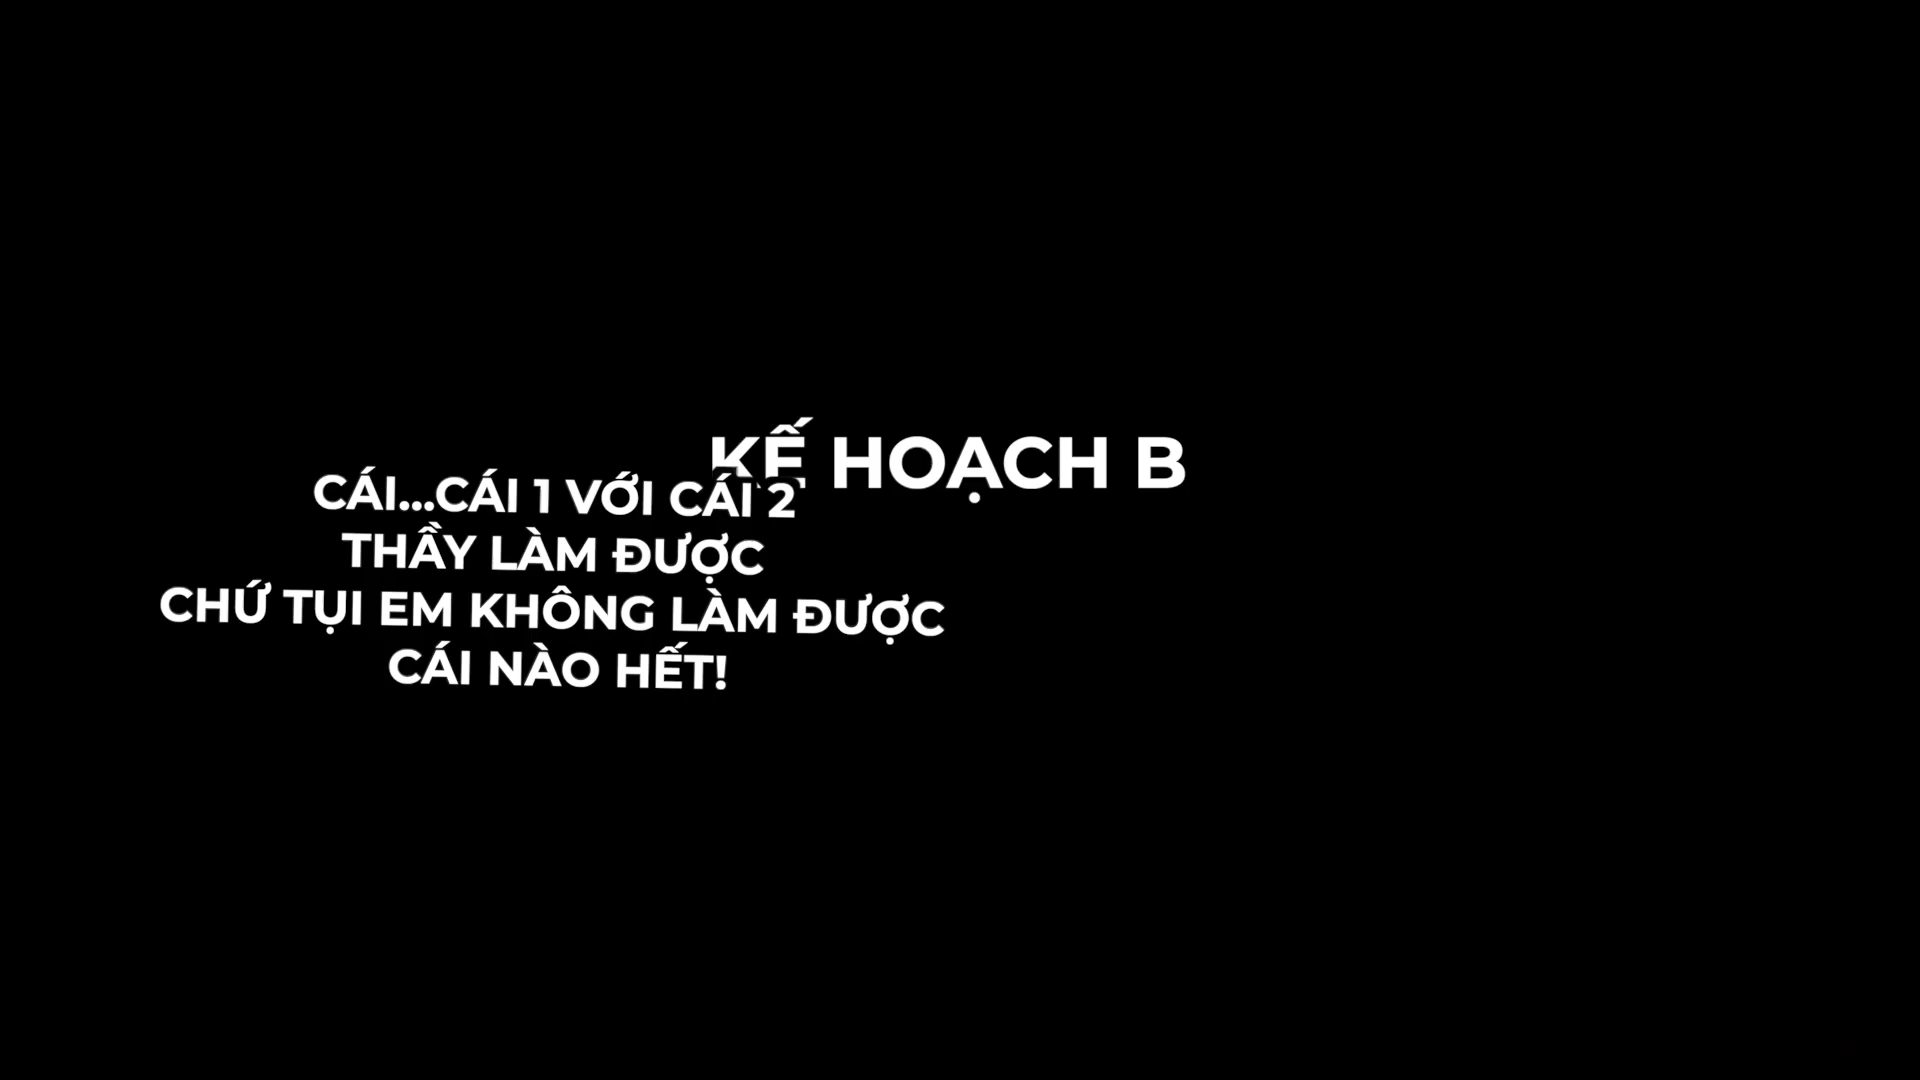 KẾ HOẠCH B
CÁI...CÁI 1 VỚI CÁI 2
THẦY LÀM ĐƯỢC
CHỨ TỤI EM KHÔNG LÀM ĐƯỢC
CÁI NÀO HẾT!